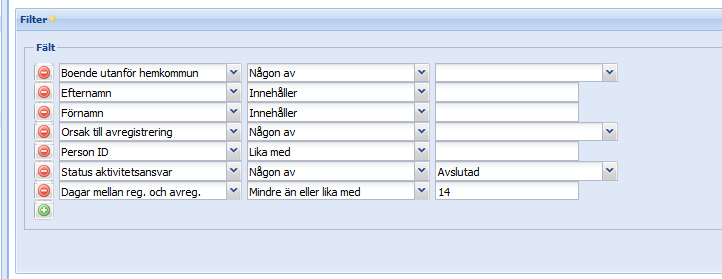 Filter
Fält
Boende utanför hemkommun Någon av
Efternamn Innehåller
Förnamn Innehåller
Orsak till avregistrering Någon av
Person ID Lika med
Status aktivitetsansvar Någon av Avslutad
Dagar mellan reg. och avreg. Mindre än eller lika med 14